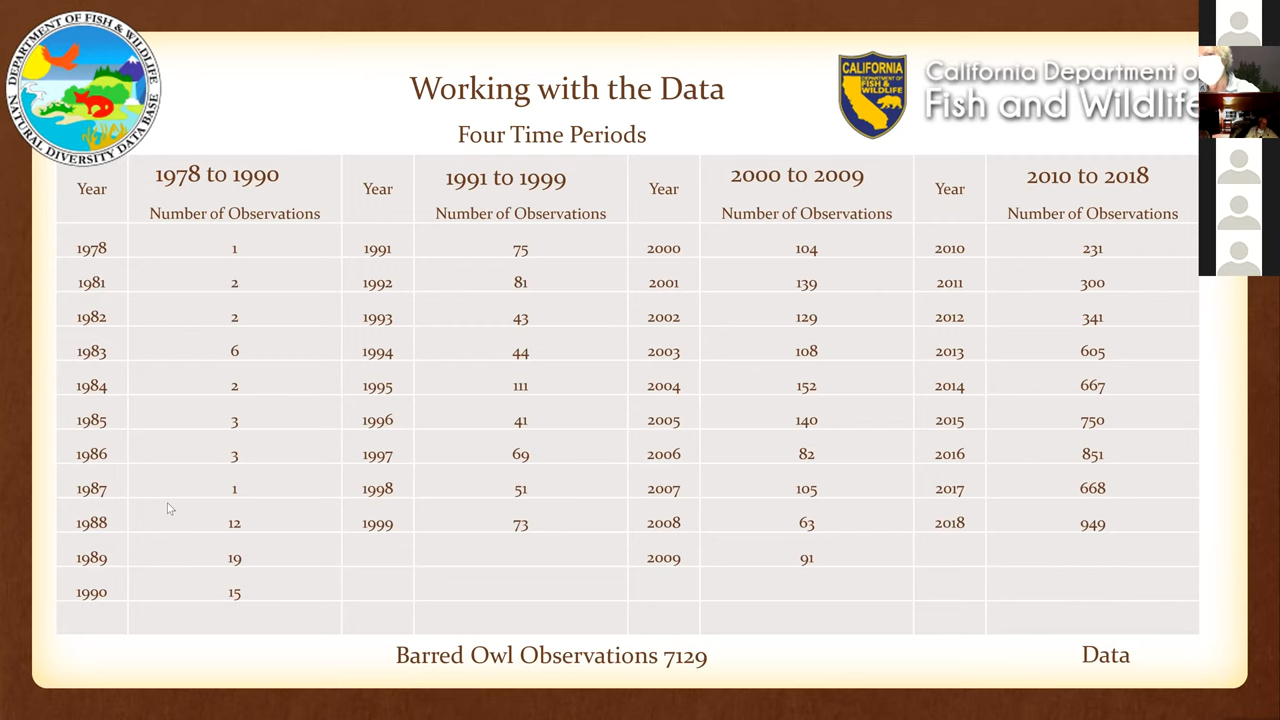 DEPARTMENT OF FISH & WILDLIFE
NATURAL DIVERSITY DATA BASE
Working with the Data
Four Time Periods
CALIFORNIA
DEPARTMENT OF
FISH &
WILDLIFE
California Department o
Fish and Wildlife
Year 1978 to 1990 Year 1991 to 1999 Year 2000 to 2009 Year 2010 to 2018
Number of Observations Number of Observations Number of Observations Number of Observations
1978 1 1991 75 2000 104 2010 231
1981 2 1992 81 2001 139 2011 300
1982 2 1993 43 2002 129 2012 341
1983 6 1994 44 2003 108 2013 605
1984 2 1995 111 2004 152 2014 667
1985 3 1996 41 2005 140 2015 750
1986 3 1997 69 2006 82 2016 851
1987 1 1998 51 2007 105 2017 668
1988 12 1999 73 2008 63 2018 949
1989 19 2009 91
1990 15
Barred Owl Observations 7129 Data